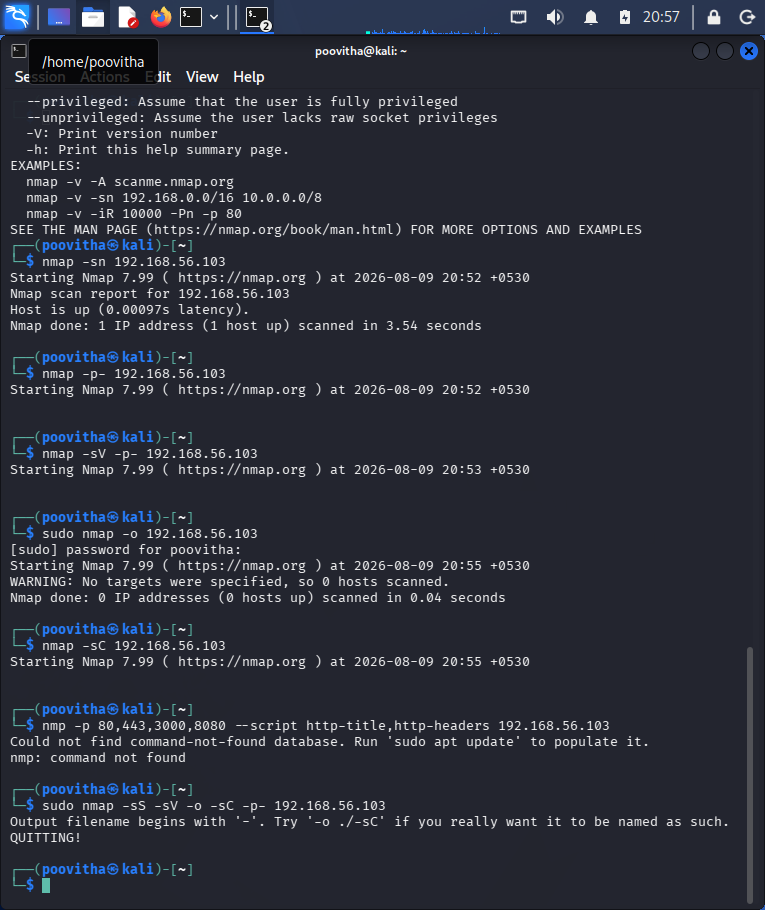 20:57
2
poovitha@kali: ~
/home/poovitha
Session Actions Edit View Help
--privileged: Assume that the user is fully privileged
--unprivileged: Assume the user lacks raw socket privileges
-V: Print version number
-h: Print this help summary page.
EXAMPLES:
nmap -v -A scanme.nmap.org
nmap -v -sn 192.168.0.0/16 10.0.0.0/8
nmap -v -iR 10000 -Pn -p 80
SEE THE MAN PAGE (https://nmap.org/book/man.html) FOR MORE OPTIONS AND EXAMPLES
┌──(poovitha㉿kali)-[~]
└─$ nmap -sn 192.168.56.103
Starting Nmap 7.99 ( https://nmap.org ) at 2026-08-09 20:52 +0530
Nmap scan report for 192.168.56.103
Host is up (0.00097s latency).
Nmap done: 1 IP address (1 host up) scanned in 3.54 seconds
┌──(poovitha㉿kali)-[~]
└─$ nmap -p- 192.168.56.103
Starting Nmap 7.99 ( https://nmap.org ) at 2026-08-09 20:52 +0530
┌──(poovitha㉿kali)-[~]
└─$ nmap -sV -p- 192.168.56.103
Starting Nmap 7.99 ( https://nmap.org ) at 2026-08-09 20:53 +0530
┌──(poovitha㉿kali)-[~]
└─$ sudo nmap -o 192.168.56.103
[sudo] password for poovitha:
Starting Nmap 7.99 ( https://nmap.org ) at 2026-08-09 20:55 +0530
WARNING: No targets were specified, so 0 hosts scanned.
Nmap done: 0 IP addresses (0 hosts up) scanned in 0.04 seconds
┌──(poovitha㉿kali)-[~]
└─$ nmap -sC 192.168.56.103
Starting Nmap 7.99 ( https://nmap.org ) at 2026-08-09 20:55 +0530
┌──(poovitha㉿kali)-[~]
└─$ nmp -p 80,443,3000,8080 --script http-title,http-headers 192.168.56.103
Could not find command-not-found database. Run 'sudo apt update' to populate it.
nmp: command not found
┌──(poovitha㉿kali)-[~]
└─$ sudo nmap -sS -sV -o -sC -p- 192.168.56.103
Output filename begins with '-'. Try '-o ./-sC' if you really want it to be named as such.
QUITTING!
┌──(poovitha㉿kali)-[~]
└─$